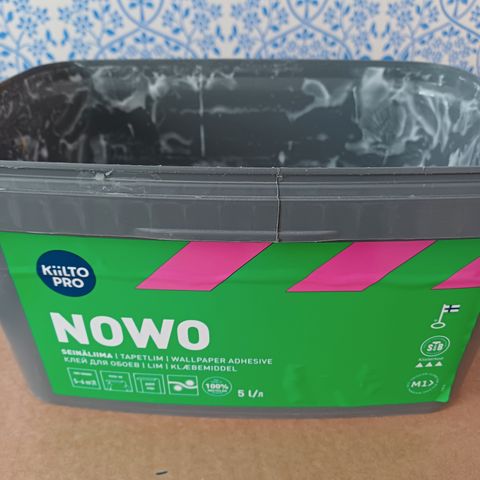 KiiLTO
PRO
NOWO
SEINÄLIIMA | TAPETLIM | WALLPAPER ADHESIVE
КЛЕЙ ДЛЯ ОБОЕВ | LIM | KLÆBEMIDDEL
100%
5 L/л
M1